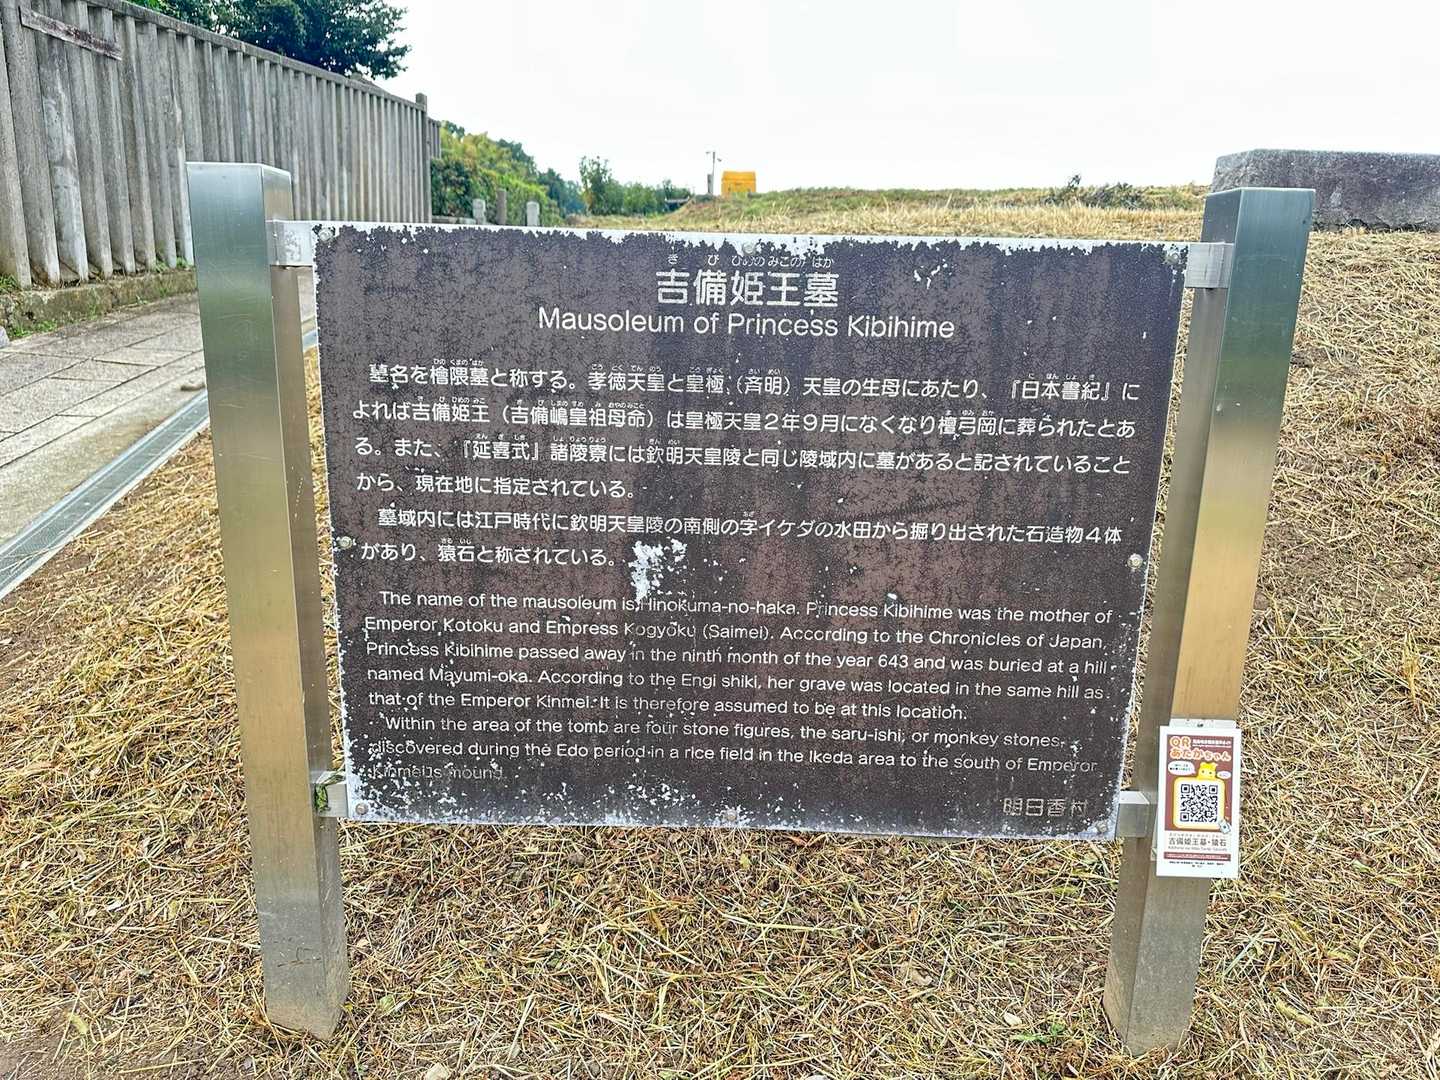 きびひめのみこのはか
吉備姫王墓
Mausoleum of Princess Kibihime
墓名を檜隈墓と称する。孝徳天皇と皇極（斉明）天皇の生母にあたり、『日本書紀』に
よれば吉備姫王（吉備嶋皇祖母命）は皇極天皇２年９月になくなり檀弓岡に葬られたとあ
る。また、『延喜式』諸陵寮には欽明天皇陵と同じ陵域内に墓があると記されていること
から、現在地に指定されている。
墓域内には江戸時代に欽明天皇陵の南側の字イケダの水田から掘り出された石造物４体
があり、猿石と称されている。
The name of the mausoleum is Hinokuma-no-haka. Princess Kibihime was the mother of
Emperor Kotoku and Empress Kogyoku (Saimei). According to the Chronicles of Japan,
Princess Kibihime passed away in the ninth month of the year 643 and was buried at a hill
named Mayumi-oka. According to the Engi shiki, her grave was located in the same hill as
that of the Emperor Kinmei. It is therefore assumed to be at this location.
Within the area of the tomb are four stone figures, the saru-ishi, or monkey stones,
discovered during the Edo period in a rice field in the Ikeda area to the south of Emperor
Kinmei's mound.
明日香村
QR
あすかちゃん
吉備姫王墓・猿石